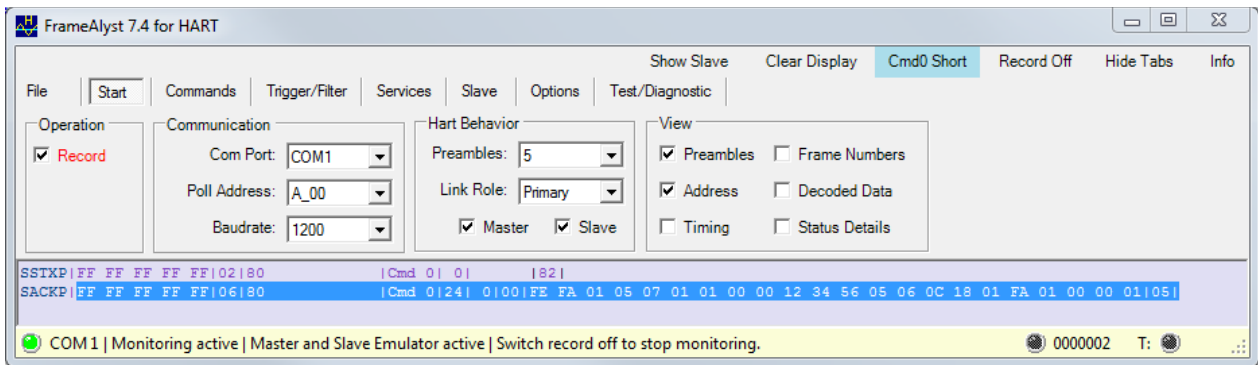 FrameAlyst 7.4 for HART
Show Slave Clear Display Cmd0 Short Record Off Hide Tabs Info
File Start Commands Trigger/Filter Services Slave Options Test/Diagnostic
Operation Communication Hart Behavior View
Record Com Port: COM1 Preambles: 5 Preambles Frame Numbers
Poll Address: A_00 Link Role: Primary Address Decoded Data
Baudrate: 1200 Master Slave Timing Status Details
SSTXP|FF FF FF FF FF|02|80 |Cmd 0| 0| |82|
SACKP|FF FF FF FF FF|06|80 |Cmd 0|24| 0|00|FE FA 01 05 07 01 01 00 00 12 34 56 05 06 0C 18 01 FA 01 00 00 01|05|
COM 1 | Monitoring active | Master and Slave Emulator active | Switch record off to stop monitoring. 0000002 T: